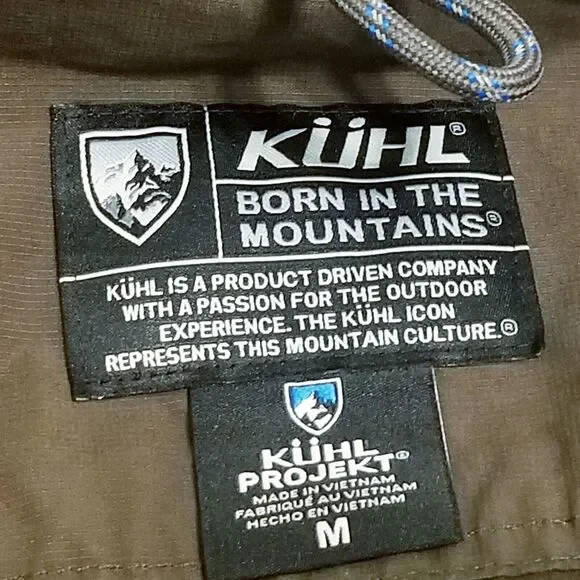 KÜHL®
BORN IN THE
MOUNTAINS®
KÜHL IS A PRODUCT DRIVEN COMPANY
WITH A PASSION FOR THE OUTDOOR
EXPERIENCE. THE KÜHL ICON
REPRESENTS THIS MOUNTAIN CULTURE.®
KÜHL
PROJEKT®
MADE IN VIETNAM
FABRIQUÉ AU VIETNAM
HECHO EN VIETNAM
M